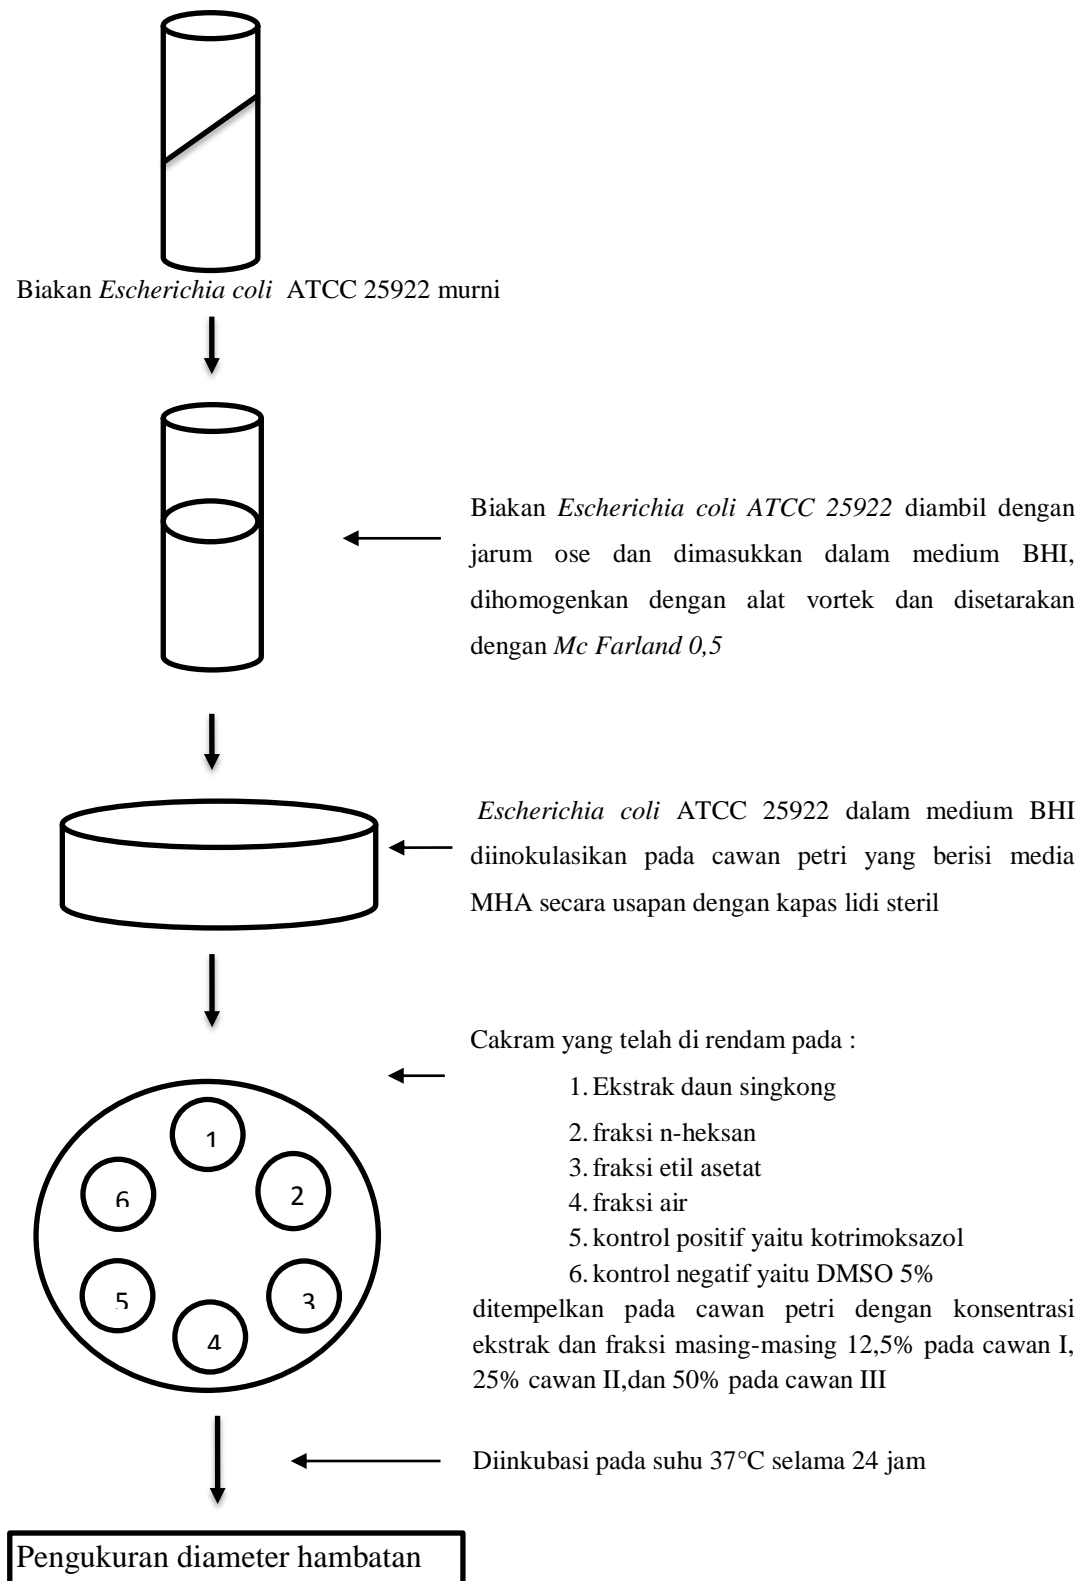 Biakan Escherichia coli ATCC 25922 murni
Biakan Escherichia coli ATCC 25922 diambil dengan
jarum ose dan dimasukkan dalam medium BHI,
dihomogenkan dengan alat vortek dan disetarakan
dengan Mc Farland 0,5
Escherichia coli ATCC 25922 dalam medium BHI
diinokulasikan pada cawan petri yang berisi media
MHA secara usapan dengan kapas lidi steril
Cakram yang telah di rendam pada :
1. Ekstrak daun singkong
2. fraksi n-heksan
3. fraksi etil asetat
4. fraksi air
5. kontrol positif yaitu kotrimoksazol
6. kontrol negatif yaitu DMSO 5%
ditempelkan pada cawan petri dengan konsentrasi
ekstrak dan fraksi masing-masing 12,5% pada cawan I,
25% cawan II,dan 50% pada cawan III
1
2
3
4
5
6
Diinkubasi pada suhu 37°C selama 24 jam
Pengukuran diameter hambatan